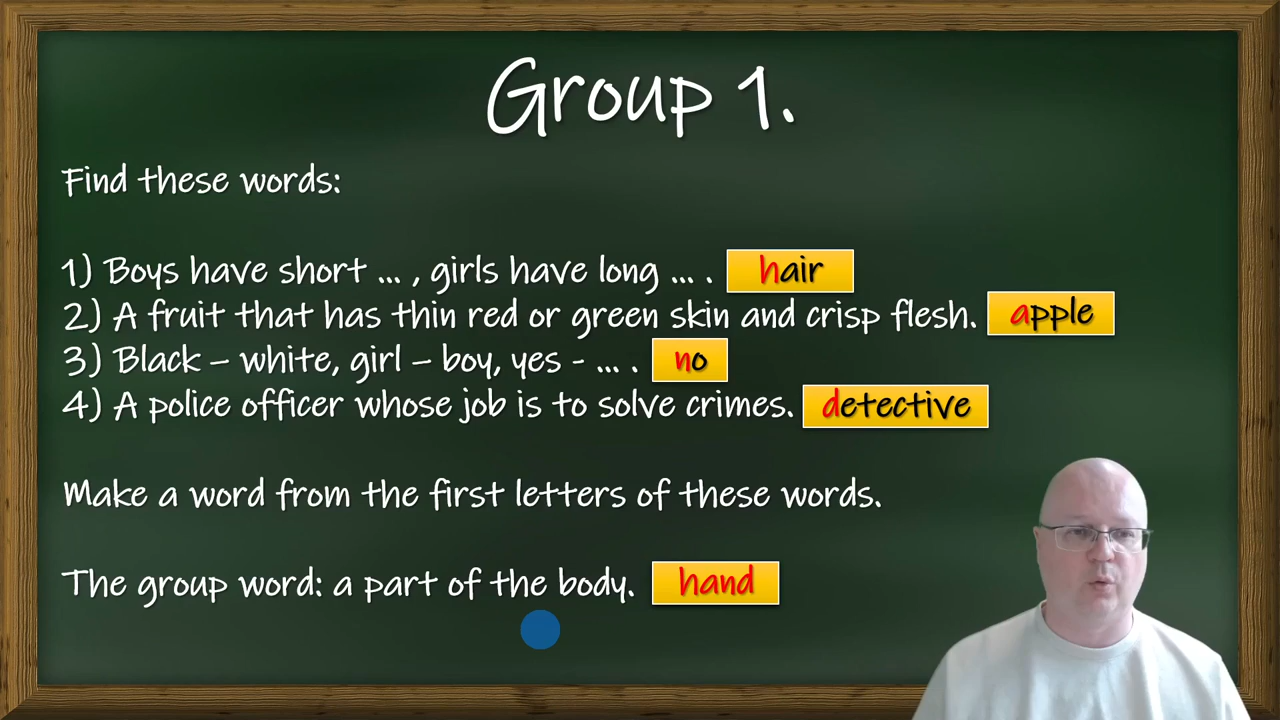 Group 1.
Find these words:
1) Boys have short ... , girls have long ... . hair
2) A fruit that has thin red or green skin and crisp flesh. apple
3) Black – white, girl – boy, yes - ... . no
4) A police officer whose job is to solve crimes. detective
Make a word from the first letters of these words.
The group word: a part of the body. hand